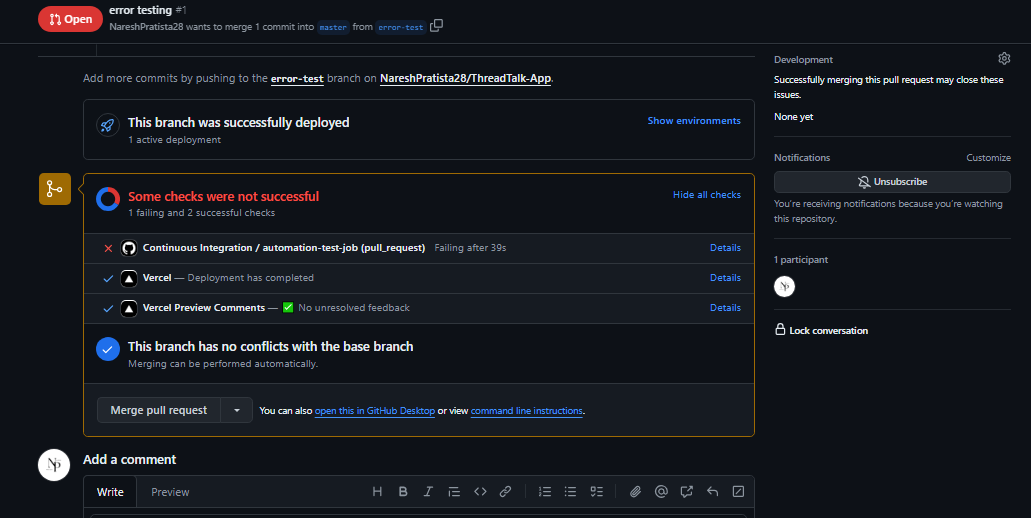 Open
error testing #1
NareshPratista28 wants to merge 1 commit into master from error-test
Add more commits by pushing to the error-test branch on NareshPratista28/ThreadTalk-App.
This branch was successfully deployed
1 active deployment
Show environments
Some checks were not successful
1 failing and 2 successful checks
Hide all checks
Continuous Integration / automation-test-job (pull_request) Failing after 39s
Details
Vercel — Deployment has completed
Details
Vercel Preview Comments — ✅ No unresolved feedback
Details
This branch has no conflicts with the base branch
Merging can be performed automatically.
Merge pull request
You can also open this in GitHub Desktop or view command line instructions.
Add a comment
Write
Preview
H B I
Development
Successfully merging this pull request may close these
issues.
None yet
Notifications
Customize
Unsubscribe
You're receiving notifications because you're watching
this repository.
1 participant
Lock conversation